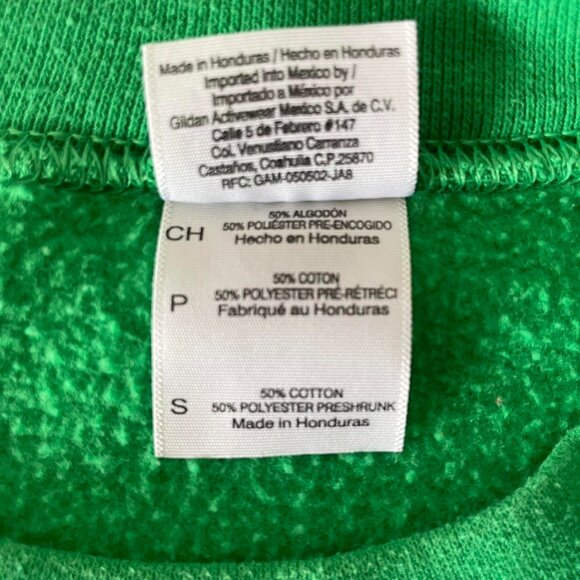 Made in Honduras / Hecho en Honduras
Imported into Mexico by /
Importado a México por
Gildan Activewear Mexico S.A. de C.V.
Calle 5 de Febrero #147
Col. Venustiano Carranza
Castaños, Coahuila C.P.25870
RFC: GAM-050502-JA8
50% ALGODÓN
CH 50% POLIÉSTER PRE-ENCOGIDO
Hecho en Honduras
50% COTON
P 50% POLYESTER PRÉ-RÉTRÉCI
Fabriqué au Honduras
50% COTTON
S 50% POLYESTER PRESHRUNK
Made in Honduras